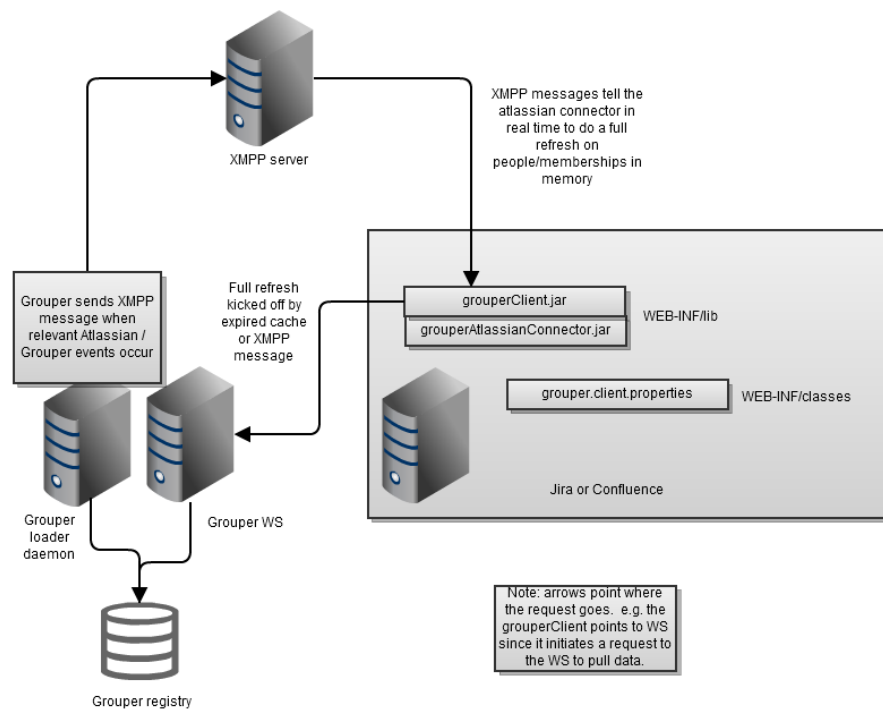 XMPP server
XMPP messages tell the
atlassian connector in
real time to do a full
refresh on
people/memberships in
memory
Grouper sends XMPP
message when
relevant Atlassian /
Grouper events occur
Full refresh
kicked off by
expired cache
or XMPP
message
grouperClient.jar
grouperAtlassianConnector.jar
WEB-INF/lib
grouper.client.properties
WEB-INF/classes
Jira or Confluence
Grouper
loader
daemon
Grouper WS
Grouper registry
Note: arrows point where
the request goes.  e.g. the
grouperClient points to WS
since it initiates a request to
the WS to pull data.